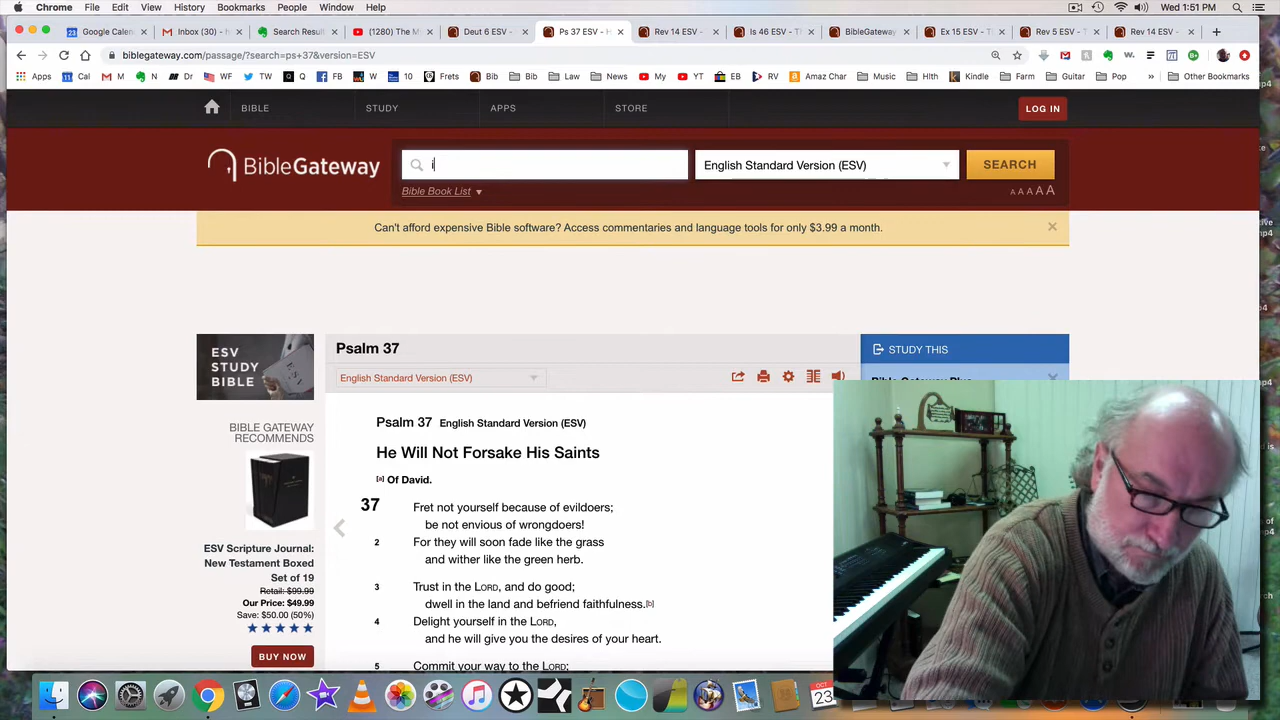 Chrome File Edit View History Bookmarks People Window Help Wed 1:51 PM
Google Calen Inbox (30) - Search Resul (1280) The M Deut 6 ESV - Ps 37 ESV - Rev 14 ESV - Is 46 ESV - T BibleGateway Ex 15 ESV - T Rev 5 ESV - T Rev 14 ESV -
biblegateway.com/passage/?search=ps+37&version=ESV
Apps Cal M N Dr WF TW Q FB W 10 Frets Bib Bib Law News My YT EB RV Amaz Char Music Hlth Kindle Farm Guitar Pop » Other Bookmarks
BIBLE STUDY APPS STORE LOG IN
BibleGateway i English Standard Version (ESV) SEARCH
Bible Book List A A A A A
Can't afford expensive Bible software? Access commentaries and language tools for only $3.99 a month.
ESV STUDY BIBLE
Psalm 37
STUDY THIS
English Standard Version (ESV)
BIBLE GATEWAY
RECOMMENDS
Psalm 37 English Standard Version (ESV)
He Will Not Forsake His Saints
[a] Of David.
37 Fret not yourself because of evildoers;
be not envious of wrongdoers!
2 For they will soon fade like the grass
and wither like the green herb.
3 Trust in the LORD, and do good;
dwell in the land and befriend faithfulness.[b]
4 Delight yourself in the LORD,
and he will give you the desires of your heart.
5 Commit your way to the LORD;
ESV Scripture Journal:
New Testament Boxed
Set of 19
Retail: $99.99
Our Price: $49.99
Save: $50.00 (50%)
BUY NOW
OCT
23